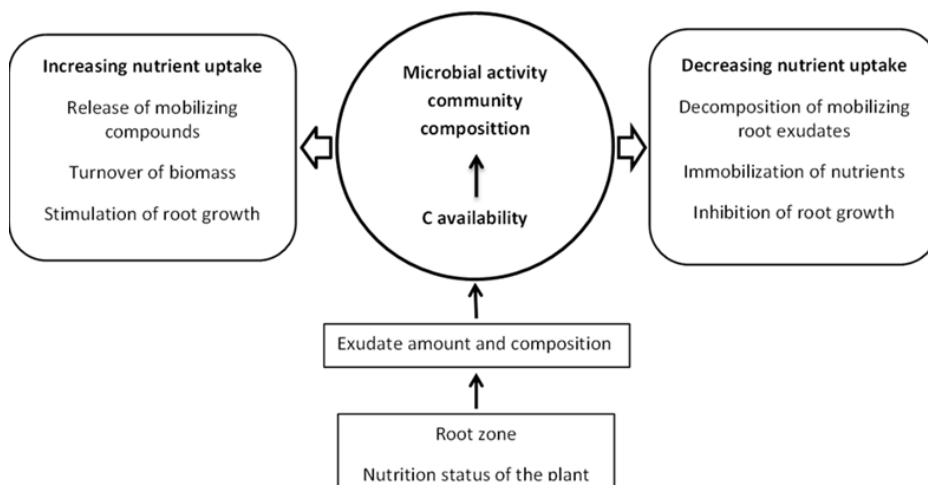 Increasing nutrient uptake
Release of mobilizing
compounds
Turnover of biomass
Stimulation of root growth
Microbial activity
community
composittion
C availability
Decreasing nutrient uptake
Decomposition of mobilizing
root exudates
Immobilization of nutrients
Inhibition of root growth
Exudate amount and composition
Root zone
Nutrition status of the plant